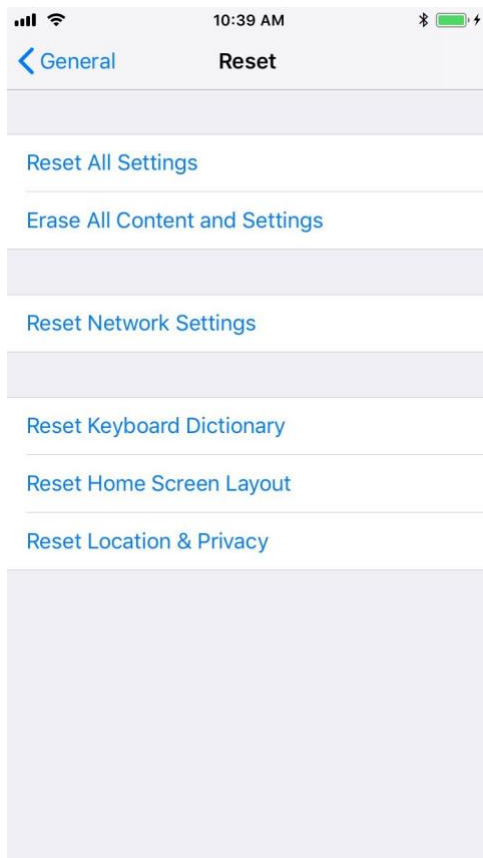 10:39 AM
General
Reset
Reset All Settings
Erase All Content and Settings
Reset Network Settings
Reset Keyboard Dictionary
Reset Home Screen Layout
Reset Location & Privacy